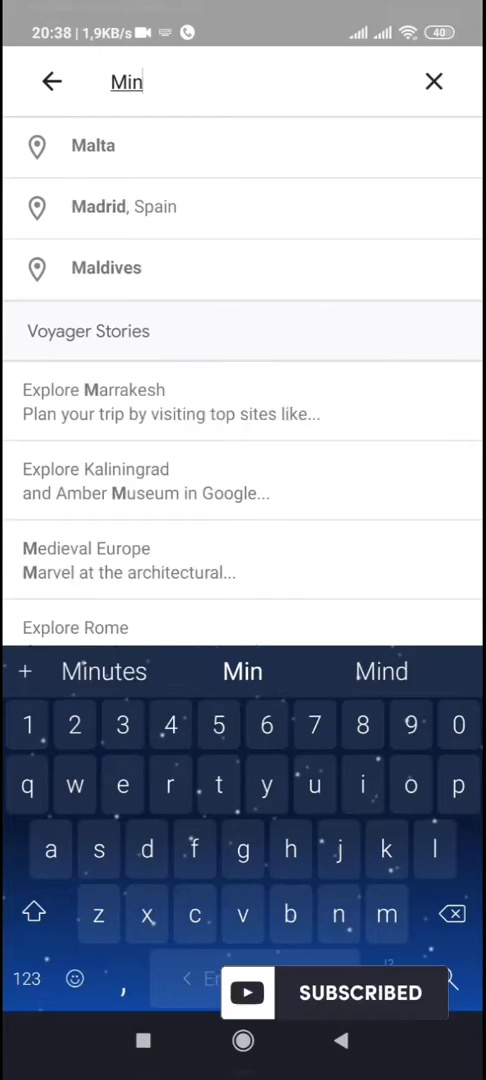 20:38 | 1,9KB/s 40
Min
Malta
Madrid, Spain
Maldives
Voyager Stories
Explore Marrakesh
Plan your trip by visiting top sites like...
Explore Kaliningrad
and Amber Museum in Google...
Medieval Europe
Marvel at the architectural...
Explore Rome
+ Minutes Min Mind
1 2 3 4 5 6 7 8 9 0
q w e r t y u i o p
a s d f g h j k l
z x c v b n m
123 , < !?
SUBSCRIBED